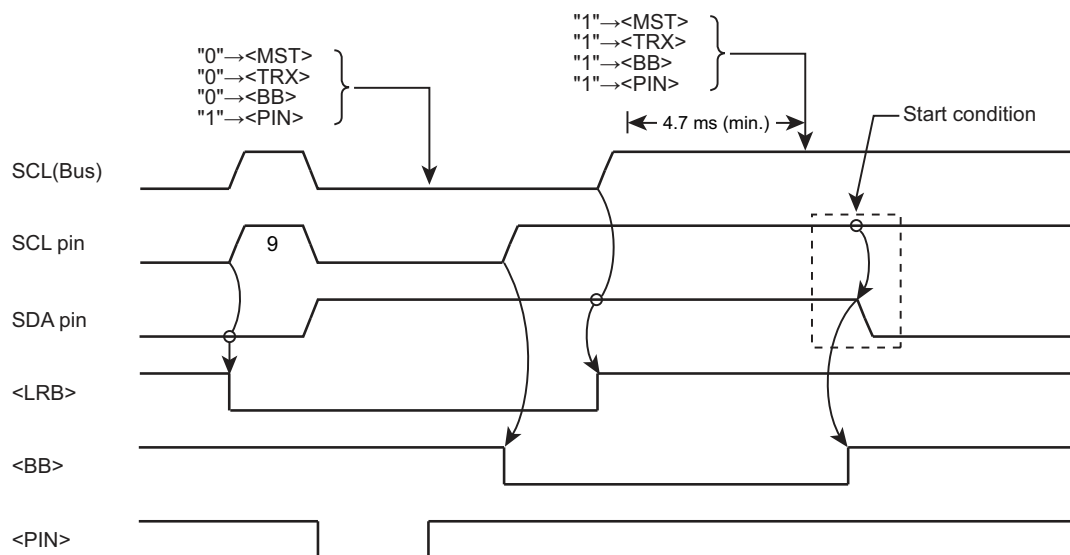 "0"→<MST>
"0"→<TRX>
"0"→<BB>
"1"→<PIN>
"1"→<MST>
"1"→<TRX>
"1"→<BB>
"1"→<PIN>
4.7 ms (min.)
Start condition
SCL(Bus)
SCL pin
9
SDA pin
<LRB>
<BB>
<PIN>